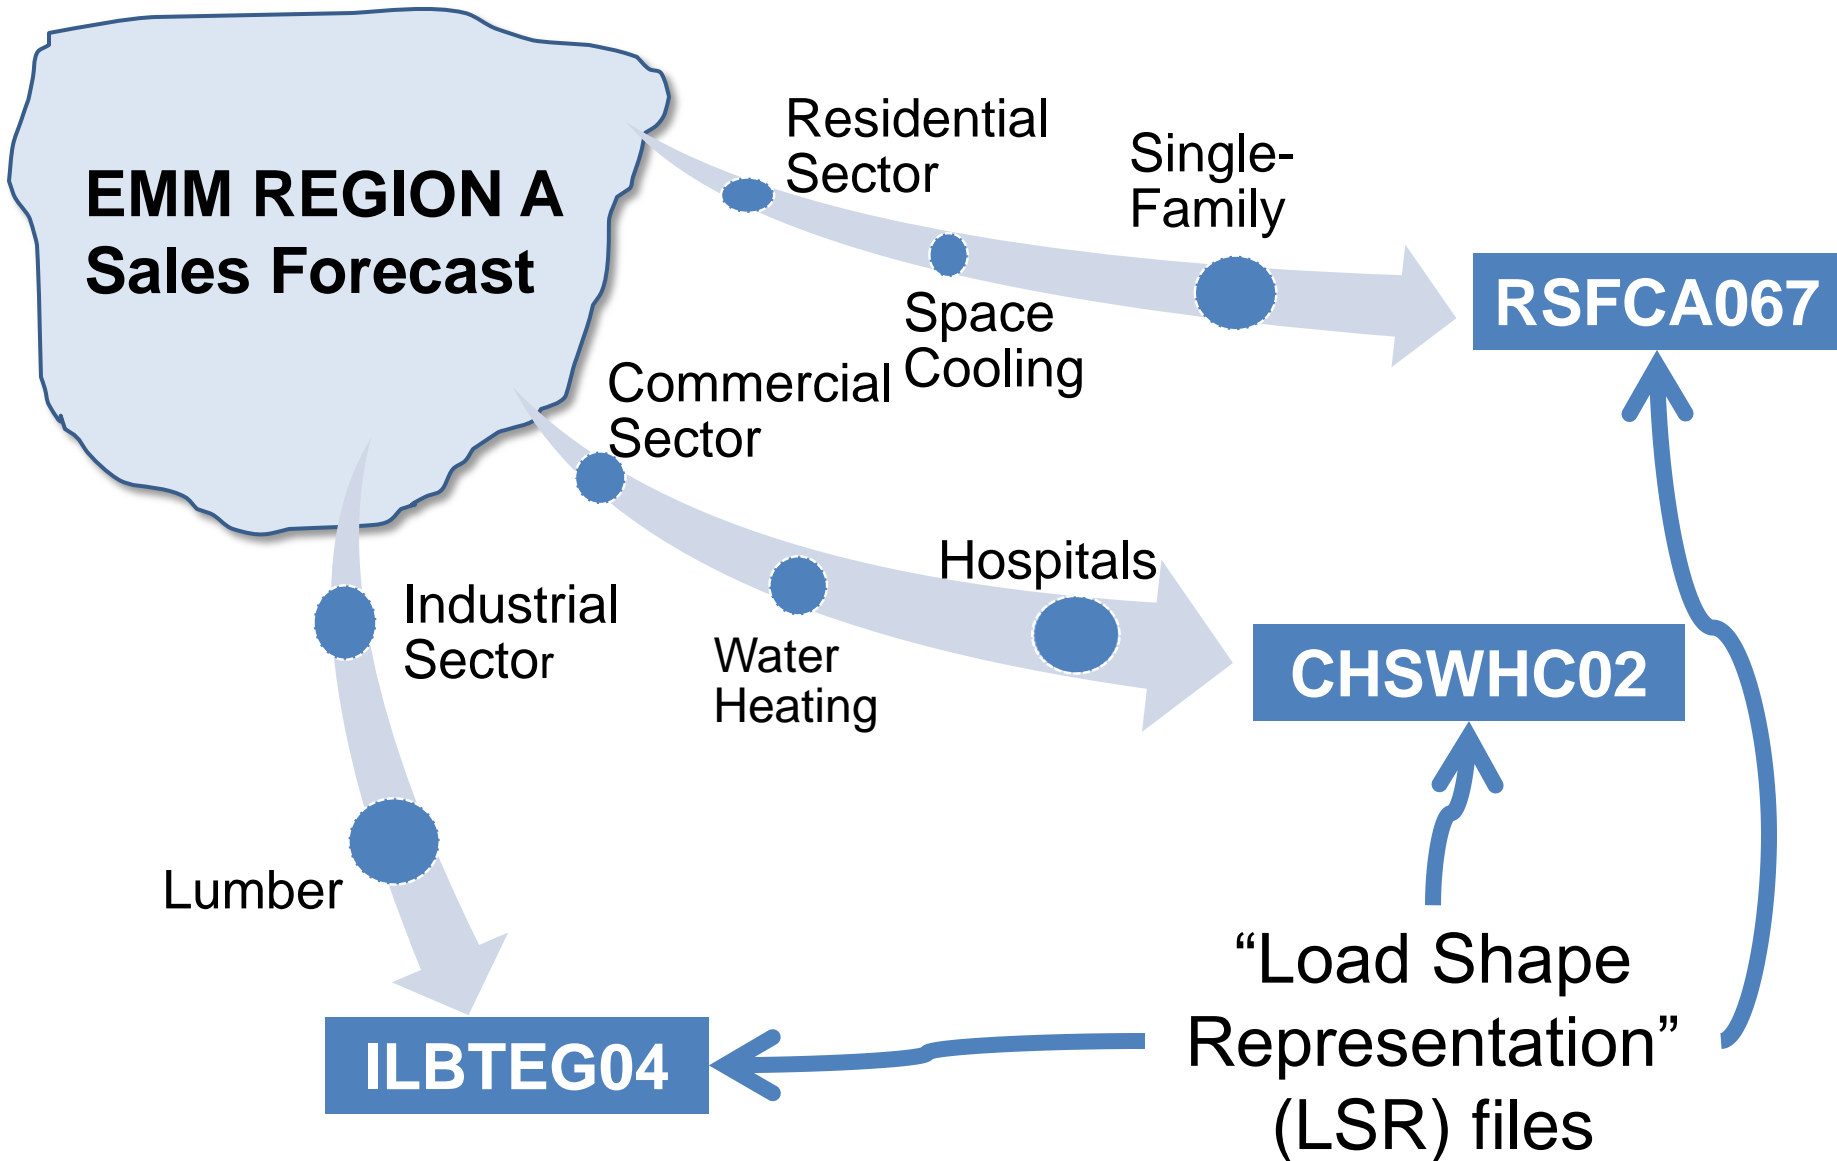 EMM REGION A
Sales Forecast
Residential
Sector
Single-
Family
RSFCA067
Space
Cooling
Commercial
Sector
Hospitals
Industrial
Sector
Water
Heating
CHSWHC02
Lumber
“Load Shape
Representation”
(LSR) files
ILBTEG04